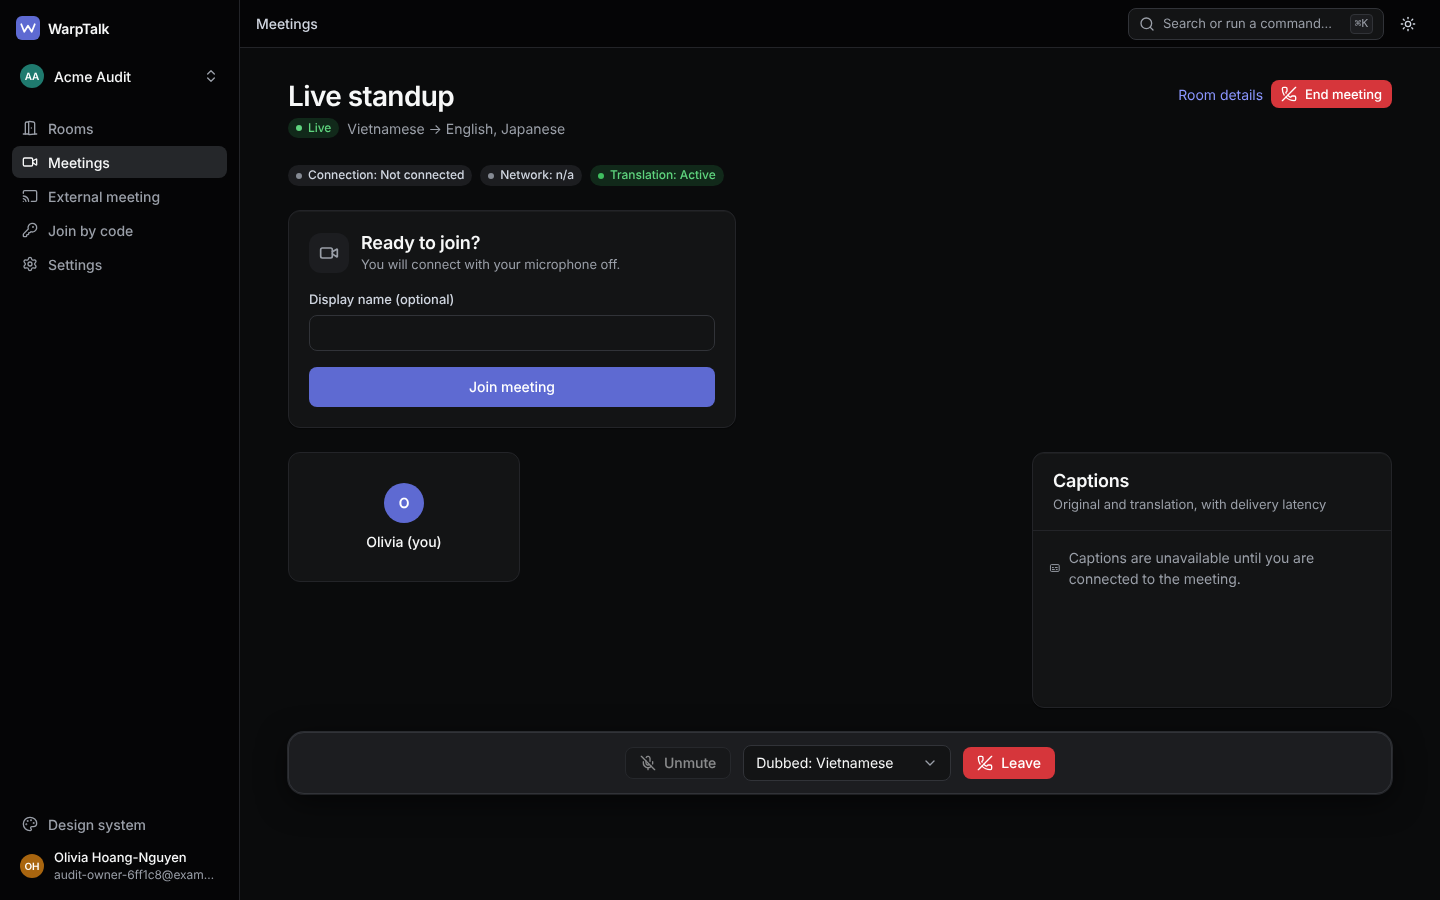 WarpTalk
Meetings
Search or run a command... ⌘K
AA Acme Audit
Rooms
Meetings
External meeting
Join by code
Settings
Live standup
Room details
End meeting
Live
Vietnamese → English, Japanese
Connection: Not connected
Network: n/a
Translation: Active
Ready to join?
You will connect with your microphone off.
Display name (optional)
Join meeting
O
Olivia (you)
Captions
Original and translation, with delivery latency
Captions are unavailable until you are
connected to the meeting.
Unmute
Dubbed: Vietnamese
Leave
Design system
OH
Olivia Hoang-Nguyen
audit-owner-6ff1c8@exam...